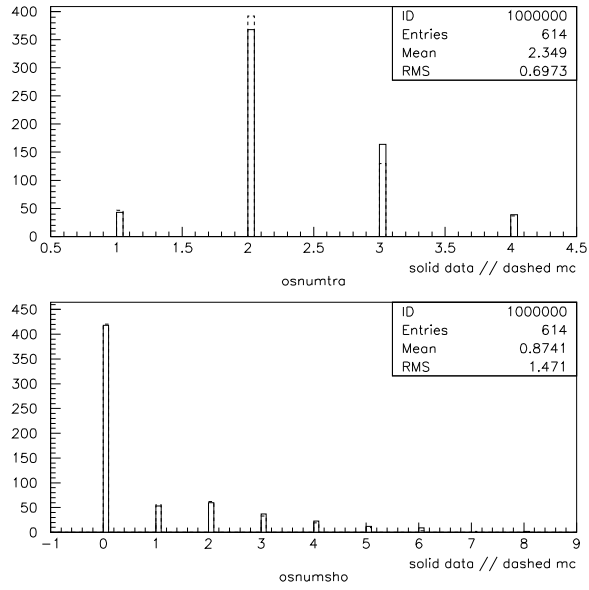 400
350
300
250
200
150
100
50
0
ID 1000000
Entries 614
Mean 2.349
RMS 0.6973
0.5 1 1.5 2 2.5 3 3.5 4 4.5
solid data // dashed mc
osnumtra
450
400
350
300
250
200
150
100
50
0
ID 1000000
Entries 614
Mean 0.8741
RMS 1.471
-1 0 1 2 3 4 5 6 7 8 9
solid data // dashed mc
osnumsho